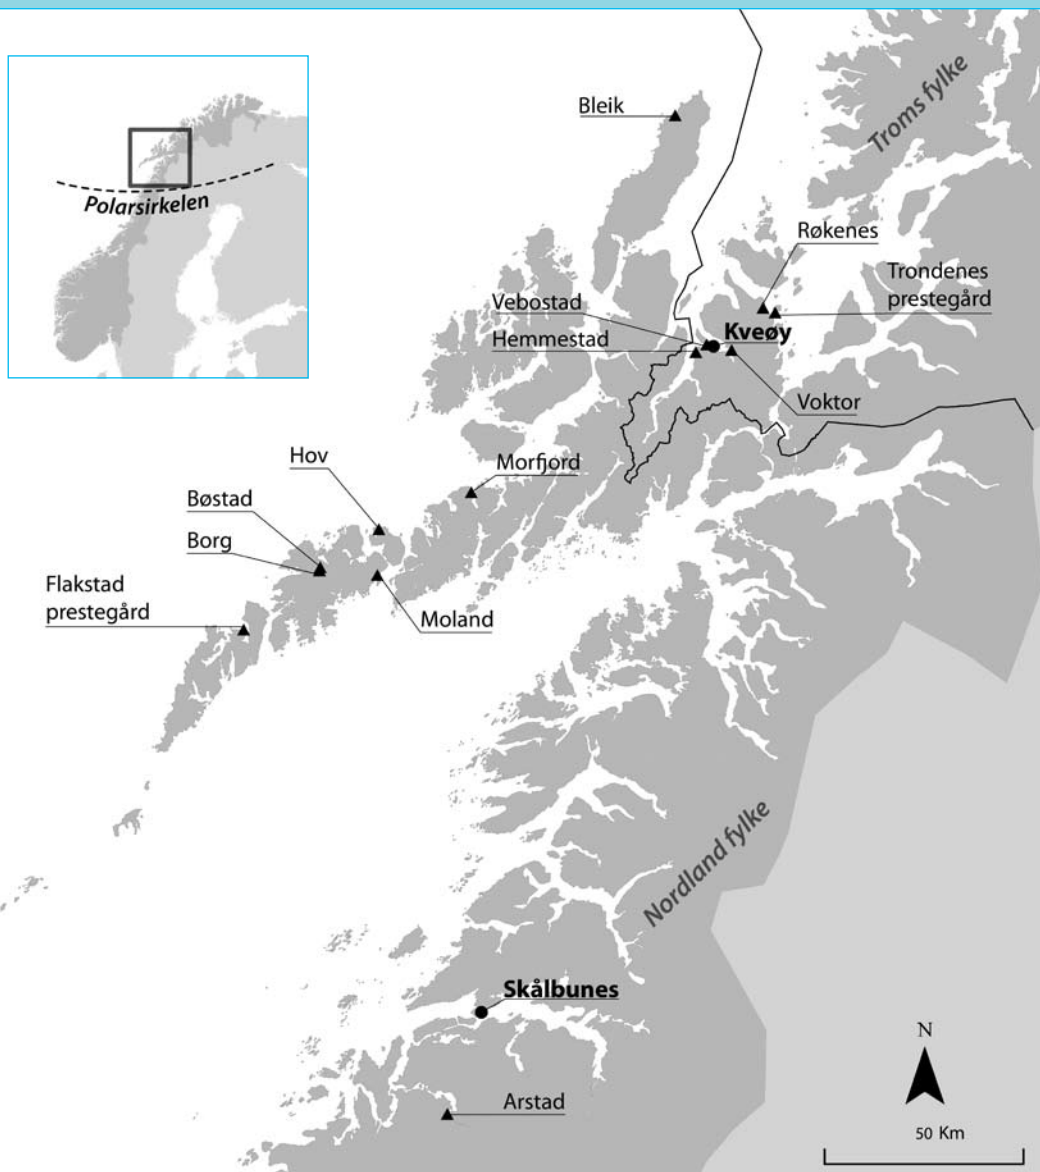 Polarsirkelen
Bleik
Troms fylke
Røkenes
Trondenes
prestegård
Vebostad
Hemmestad
Kveøy
Voktor
Hov
Morfjord
Bøstad
Borg
Flakstad
prestegård
Moland
Nordland fylke
Skålbunes
Arstad
N
50 Km